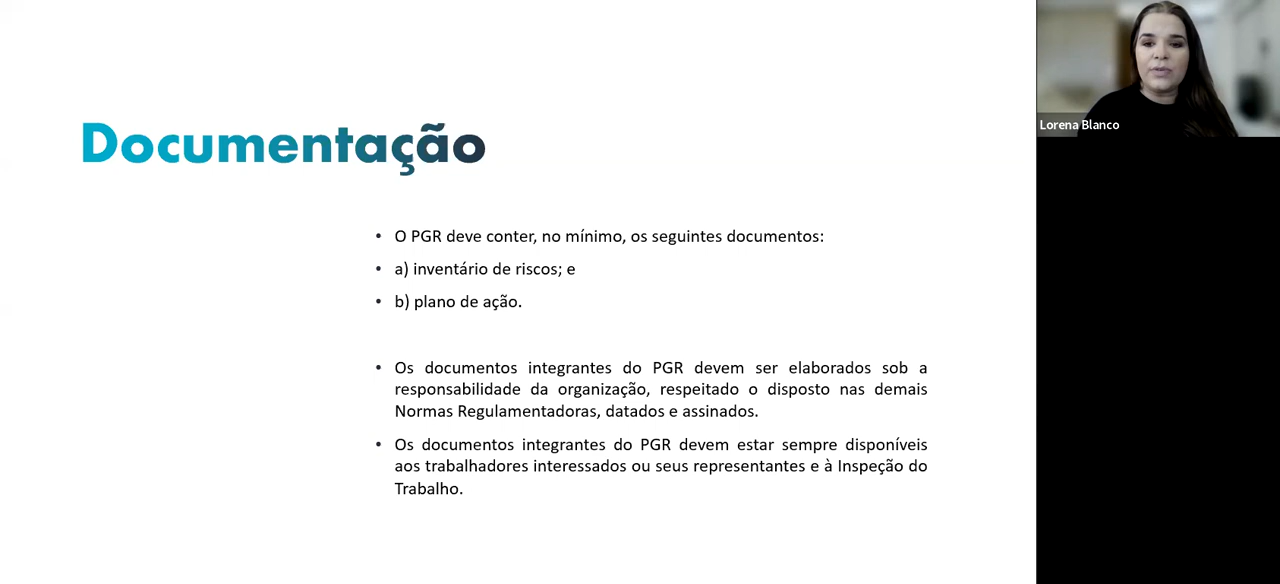 Documentação
• O PGR deve conter, no mínimo, os seguintes documentos:
• a) inventário de riscos; e
• b) plano de ação.
• Os documentos integrantes do PGR devem ser elaborados sob a
responsabilidade da organização, respeitado o disposto nas demais
Normas Regulamentadoras, datados e assinados.
• Os documentos integrantes do PGR devem estar sempre disponíveis
aos trabalhadores interessados ou seus representantes e à Inspeção do
Trabalho.
Lorena Blanco